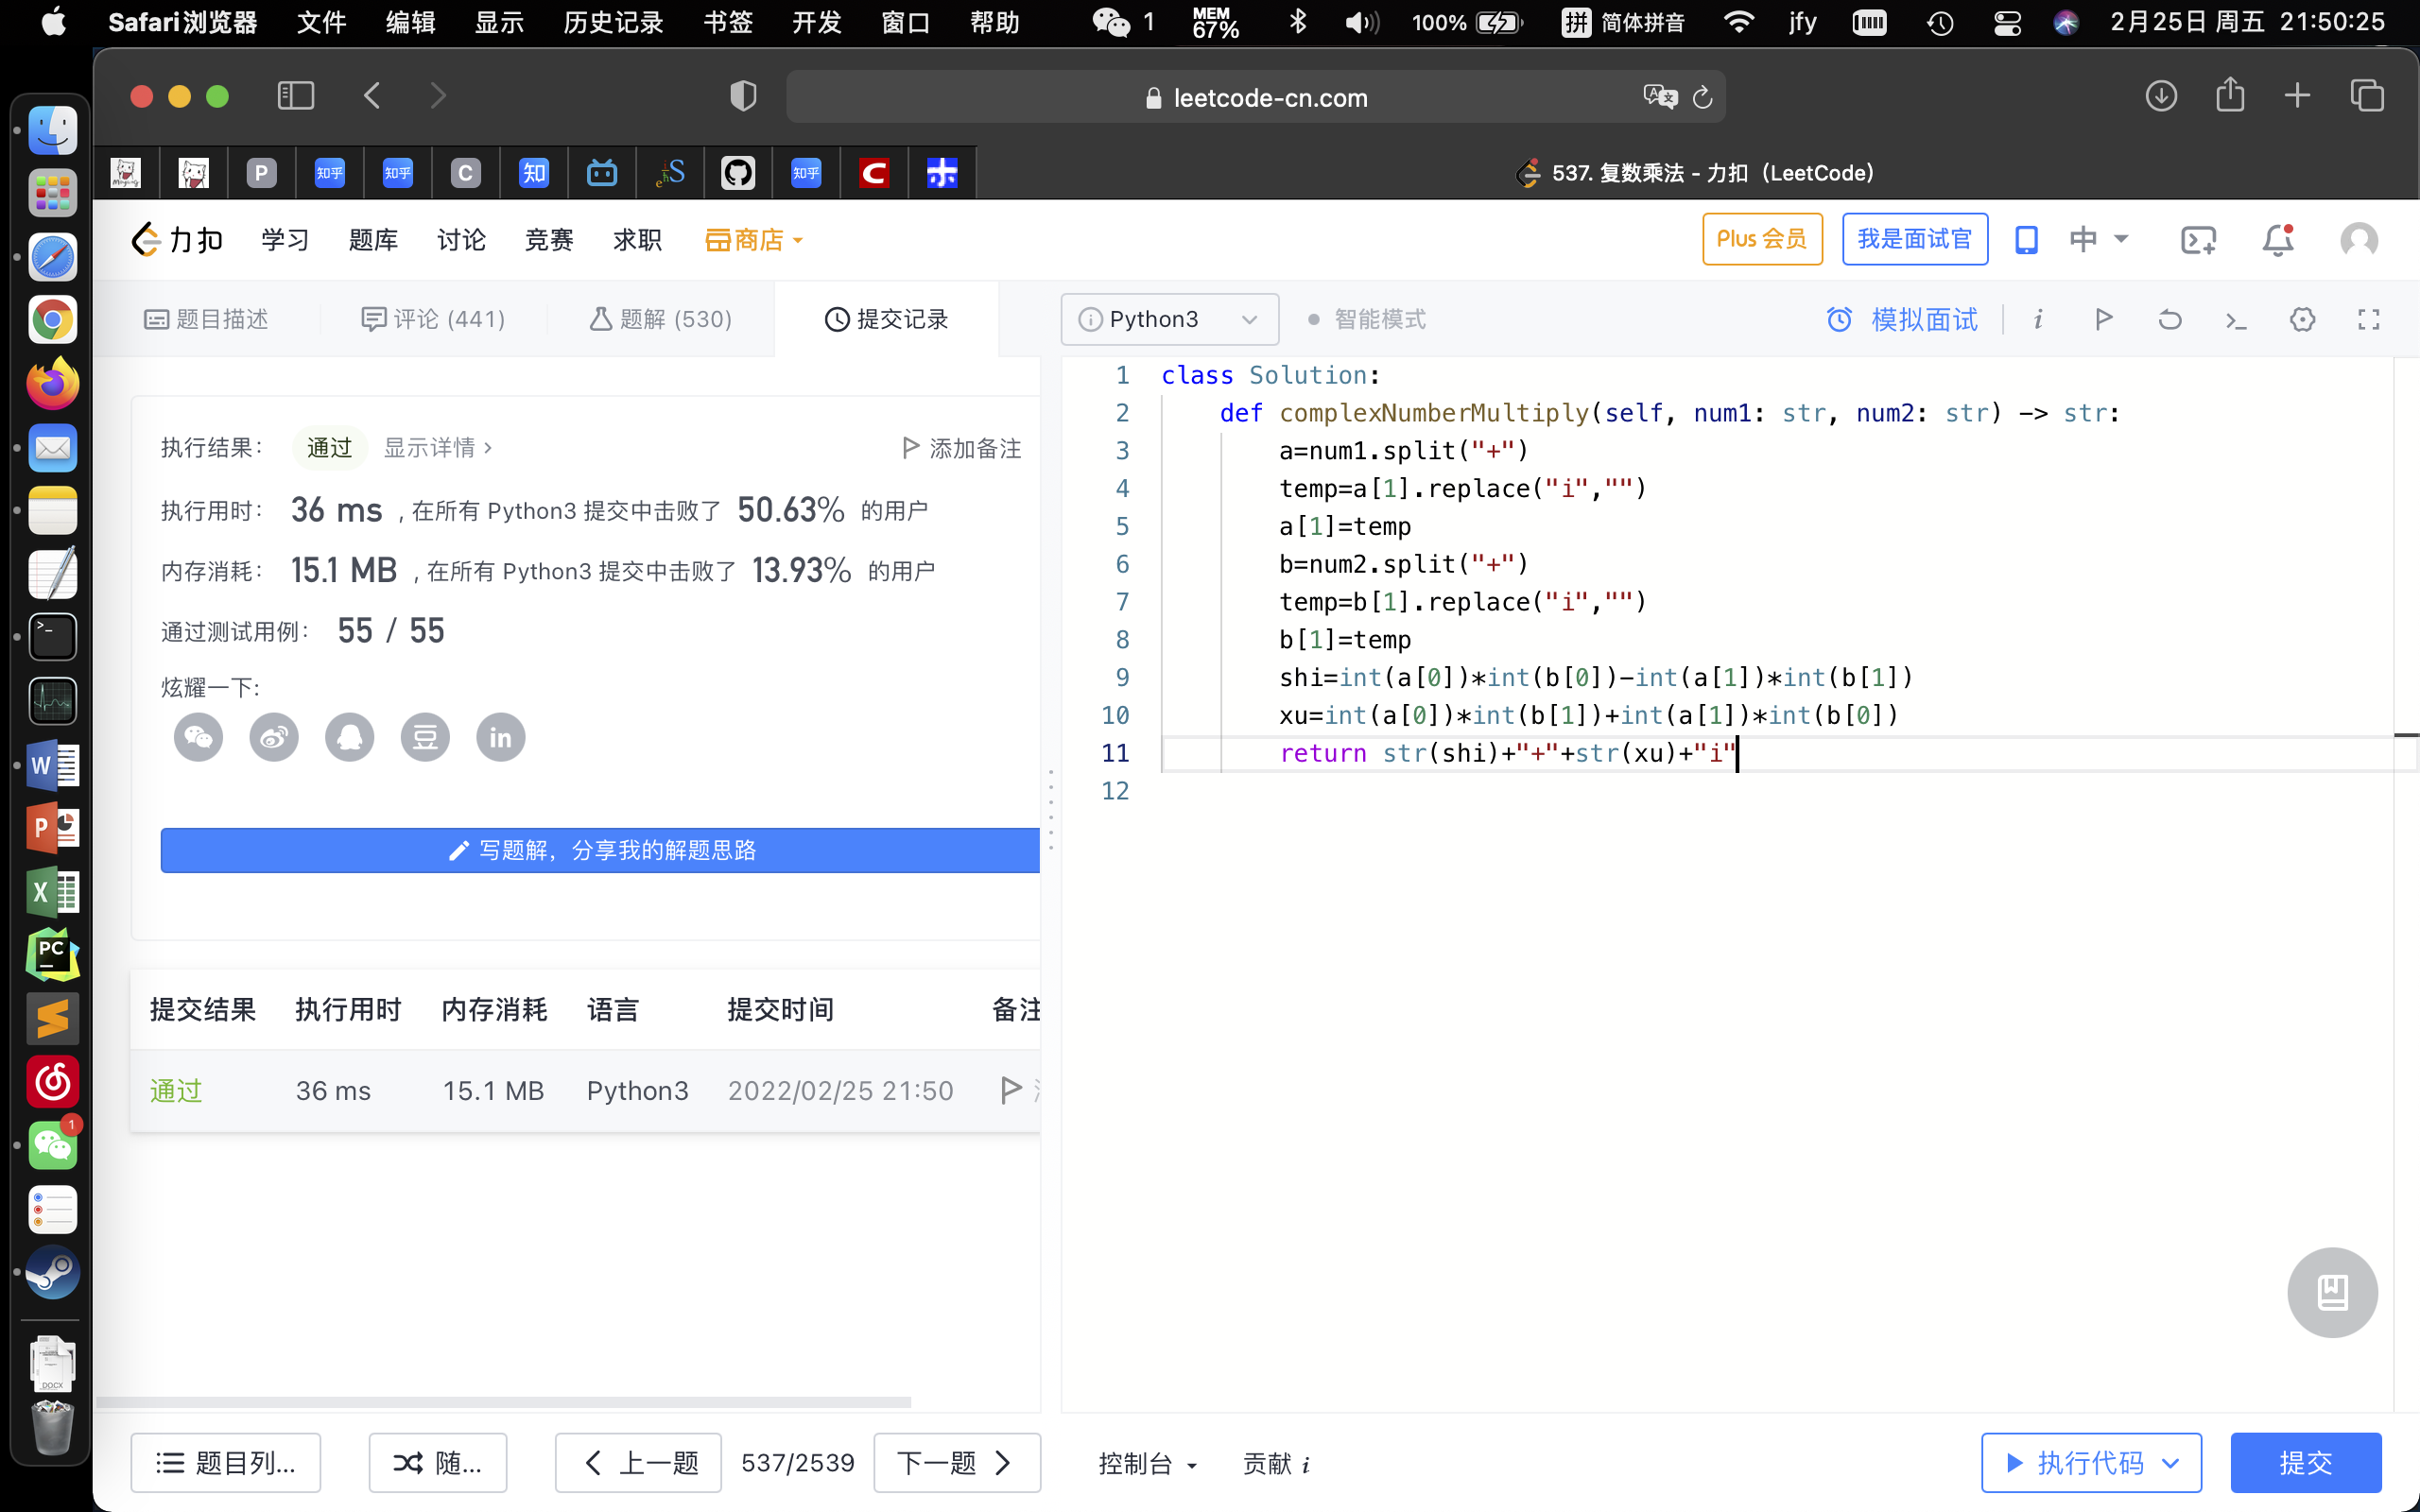 Safari浏览器 文件 编辑 显示 历史记录 书签 开发 窗口 帮助 1 MEM 67% 100% 拼 简体拼音 jfy 2月25日 周五 21:50:25
leetcode-cn.com
P 知乎 知乎 C 知 知乎 C 537. 复数乘法 - 力扣（LeetCode）
力扣 学习 题库 讨论 竞赛 求职 商店 Plus 会员 我是面试官 中
题目描述 评论 (441) 题解 (530) 提交记录
Python3 智能模式 模拟面试 i
执行结果： 通过 显示详情 › 添加备注
执行用时： 36 ms , 在所有 Python3 提交中击败了 50.63% 的用户
内存消耗： 15.1 MB , 在所有 Python3 提交中击败了 13.93% 的用户
通过测试用例： 55 / 55
炫耀一下:
豆 in
写题解，分享我的解题思路
提交结果 执行用时 内存消耗 语言 提交时间 备注
通过 36 ms 15.1 MB Python3 2022/02/25 21:50
1 class Solution:
2 def complexNumberMultiply(self, num1: str, num2: str) -> str:
3 a=num1.split("+")
4 temp=a[1].replace("i","")
5 a[1]=temp
6 b=num2.split("+")
7 temp=b[1].replace("i","")
8 b[1]=temp
9 shi=int(a[0])*int(b[0])-int(a[1])*int(b[1])
10 xu=int(a[0])*int(b[1])+int(a[1])*int(b[0])
11 return str(shi)+"+"+str(xu)+"i"
12
W
P
X
PC
1
DOCX
题目列... 随... 上一题 537/2539 下一题 控制台 贡献 i 执行代码 提交